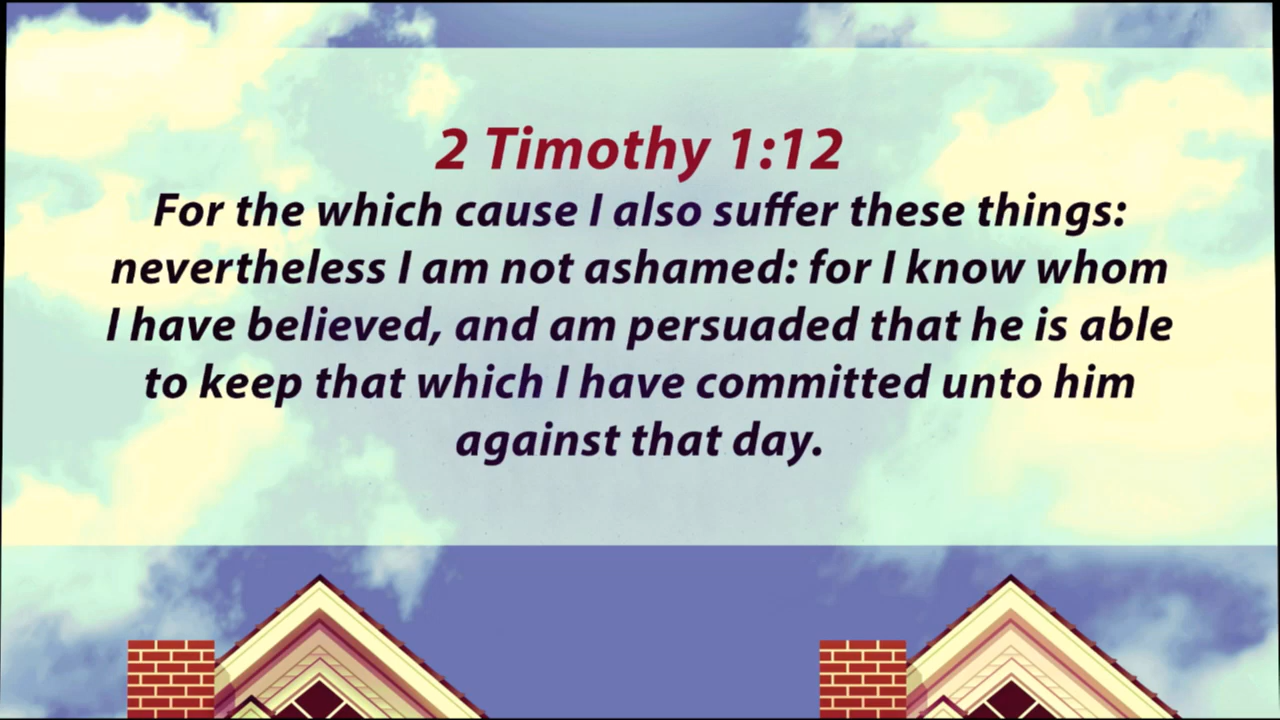 2 Timothy 1:12
For the which cause I also suffer these things:
nevertheless I am not ashamed: for I know whom
I have believed, and am persuaded that he is able
to keep that which I have committed unto him
against that day.